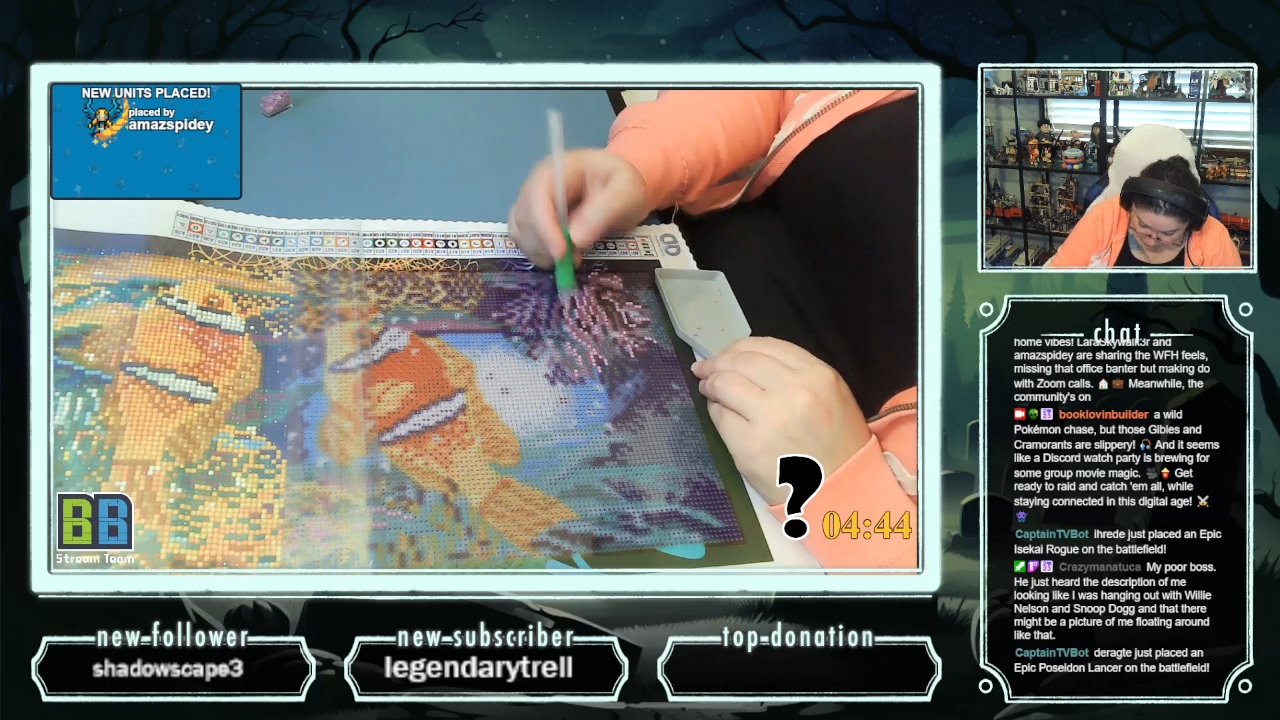 NEW UNITS PLACED!
placed by
amazspidey
BB
Stream Team
04:44
new follower
shadowscape3
new subscriber
legendarytrell
top donation
chat
home vibes! LaraSkywalk3r and
amazspidey are sharing the WFH feels,
missing that office banter but making do
with Zoom calls. 🏠 💼 Meanwhile, the
community's on
booklovinbuilder a wild
Pokémon chase, but those Gibles and
Cramorants are slippery! 🎧 And it seems
like a Discord watch party is brewing for
some group movie magic. 🎥 🍿 Get
ready to raid and catch 'em all, while
staying connected in this digital age! ⚔️
👾
CaptainTVBot ihrede just placed an Epic
Isekai Rogue on the battlefield!
Crazymanatuca My poor boss.
He just heard the description of me
looking like I was hanging out with Willie
Nelson and Snoop Dogg and that there
might be a picture of me floating around
like that.
CaptainTVBot deragte just placed an
Epic Poseidon Lancer on the battlefield!
?